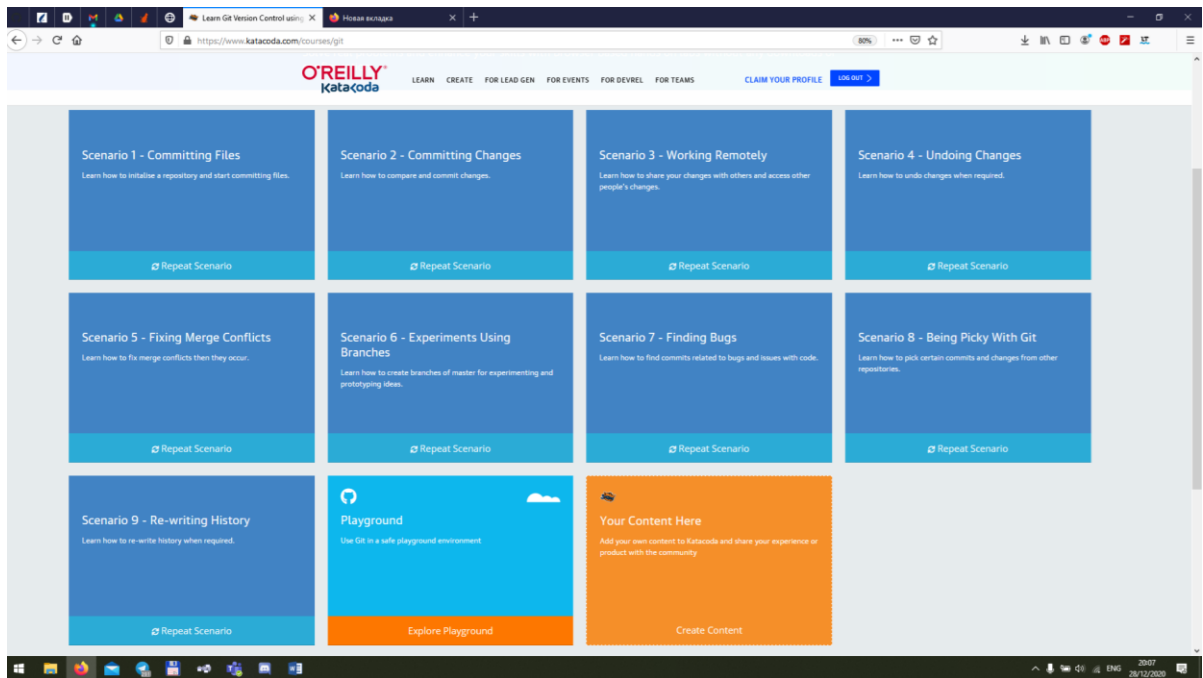 Learn Git Version Control using
Новая вкладка
https://www.katacoda.com/courses/git
80%
O'REILLY
Katacoda
LEARN CREATE FOR LEAD GEN FOR EVENTS FOR DEVREL FOR TEAMS CLAIM YOUR PROFILE LOG OUT
Scenario 1 - Committing Files
Learn how to initalise a repository and start committing files.
Repeat Scenario
Scenario 2 - Committing Changes
Learn how to compare and commit changes.
Repeat Scenario
Scenario 3 - Working Remotely
Learn how to share your changes with others and access other
people's changes.
Repeat Scenario
Scenario 4 - Undoing Changes
Learn how to undo changes when required.
Repeat Scenario
Scenario 5 - Fixing Merge Conflicts
Learn how to fix merge conflicts then they occur.
Repeat Scenario
Scenario 6 - Experiments Using
Branches
Learn how to create branches of master for experimenting and
prototyping ideas.
Repeat Scenario
Scenario 7 - Finding Bugs
Learn how to find commits related to bugs and issues with code.
Repeat Scenario
Scenario 8 - Being Picky With Git
Learn how to pick certain commits and changes from other
repositories.
Repeat Scenario
Scenario 9 - Re-writing History
Learn how to re-write history when required.
Repeat Scenario
Playground
Use Git in a safe playground environment
Explore Playground
Your Content Here
Add your own content to Katacoda and share your experience or
product with the community
Create Content
ENG
20:07
28/12/2020